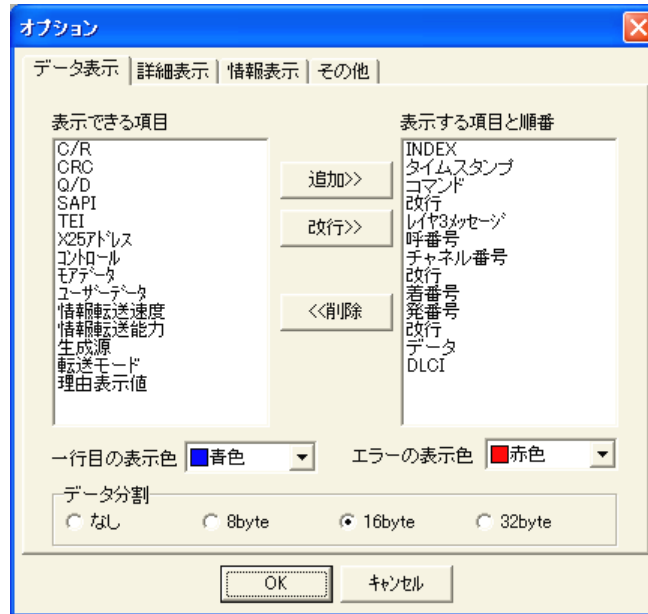 オプション
データ表示 詳細表示 情報表示 その他
表示できる項目
C/R
CRC
Q/D
SAPI
TEI
X25アドレス
コントロール
モアデータ
ユーザーデータ
情報転送速度
情報転送能力
生成源
転送モード
理由表示値
追加>>
改行>>
<<削除
表示する項目と順番
INDEX
タイムスタンプ
コマンド
改行
レイヤ3メッセージ
呼番号
チャネル番号
改行
着番号
発番号
改行
データ
DLCI
一行目の表示色 青色
エラーの表示色 赤色
データ分割
なし 8byte 16byte 32byte
OK キャンセル